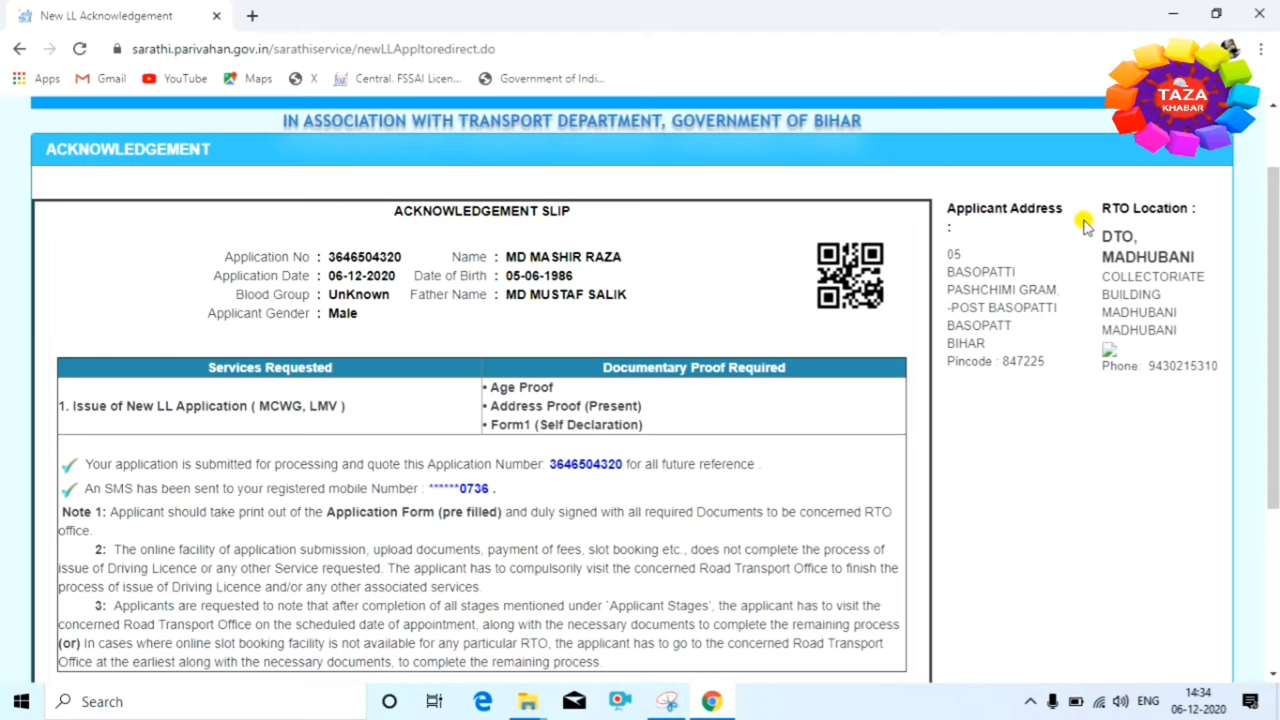 New LL Acknowledgement
sarathi.parivahan.gov.in/sarathiservice/newLLAppltoredirect.do
Apps Gmail YouTube Maps X Central. FSSAI Licen... Government of Indi...
TAZA
KHABAR
IN ASSOCIATION WITH TRANSPORT DEPARTMENT, GOVERNMENT OF BIHAR
ACKNOWLEDGEMENT
ACKNOWLEDGEMENT SLIP
Application No : 3646504320 Name : MD MASHIR RAZA
Application Date : 06-12-2020 Date of Birth : 05-06-1986
Blood Group : UnKnown Father Name : MD MUSTAF SALIK
Applicant Gender : Male
Services Requested Documentary Proof Required
1. Issue of New LL Application ( MCWG, LMV )
• Age Proof
• Address Proof (Present)
• Form1 (Self Declaration)
Your application is submitted for processing and quote this Application Number: 3646504320 for all future reference .
An SMS has been sent to your registered mobile Number : ******0736 .
Note 1: Applicant should take print out of the Application Form (pre filled) and duly signed with all required Documents to be concerned RTO
office.
2: The online facility of application submission, upload documents, payment of fees, slot booking etc., does not complete the process of
issue of Driving Licence or any other Service requested. The applicant has to compulsorily visit the concerned Road Transport Office to finish the
process of issue of Driving Licence and/or any other associated services.
3: Applicants are requested to note that after completion of all stages mentioned under `Applicant Stages', the applicant has to visit the
concerned Road Transport Office on the scheduled date of appointment, along with the necessary documents to complete the remaining process
(or) In cases where online slot booking facility is not available for any particular RTO, the applicant has to go to the concerned Road Transport
Office at the earliest along with the necessary documents, to complete the remaining process.
Applicant Address
:
05
BASOPATTI
PASHCHIMI GRAM,
-POST BASOPATTI
BASOPATT
BIHAR
Pincode : 847225
RTO Location :
DTO,
MADHUBANI
COLLECTORIATE
BUILDING
MADHUBANI
MADHUBANI
Phone: 9430215310
Search
ENG
14:34
06-12-2020